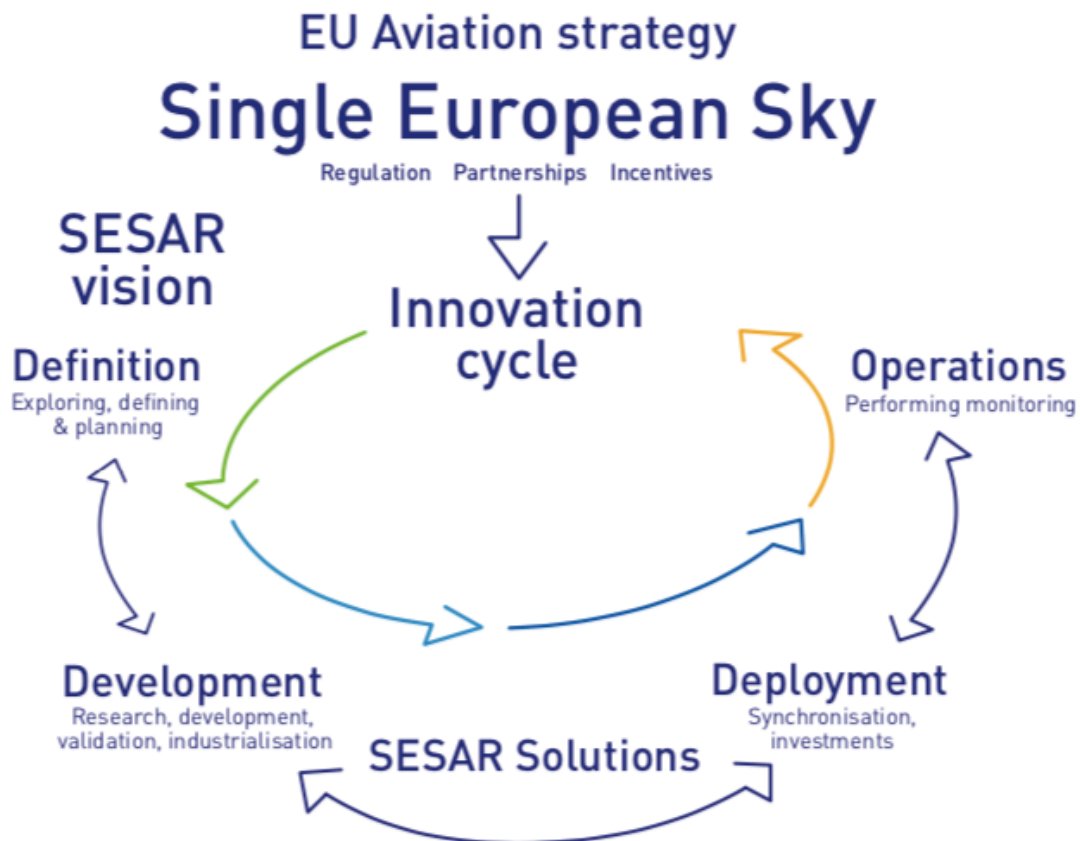 EU Aviation strategy
Single European Sky
Regulation Partnerships Incentives
SESAR
vision
Innovation
cycle
Definition
Exploring, defining
& planning
Operations
Performing monitoring
Development
Research, development,
validation, industrialisation
Deployment
Synchronisation,
investments
SESAR Solutions